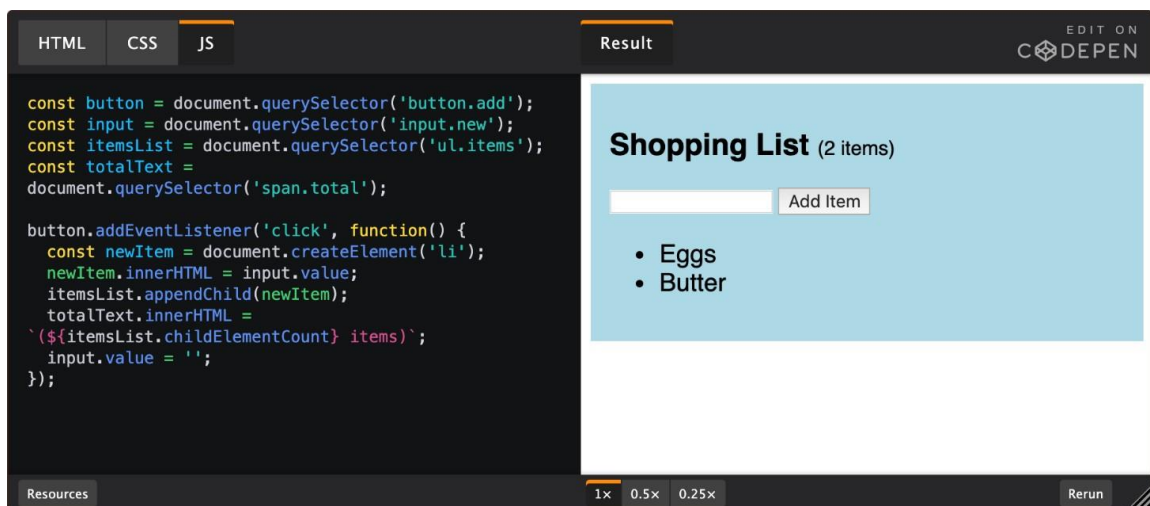 HTML CSS JS
Result
EDIT ON
CODEPEN
const button = document.querySelector('button.add');
const input = document.querySelector('input.new');
const itemsList = document.querySelector('ul.items');
const totalText =
document.querySelector('span.total');
button.addEventListener('click', function() {
  const newItem = document.createElement('li');
  newItem.innerHTML = input.value;
  itemsList.appendChild(newItem);
  totalText.innerHTML =
`(${itemsList.childElementCount} items)`;
  input.value = '';
});
Shopping List (2 items)
Add Item
• Eggs
• Butter
Resources
1× 0.5× 0.25×
Rerun